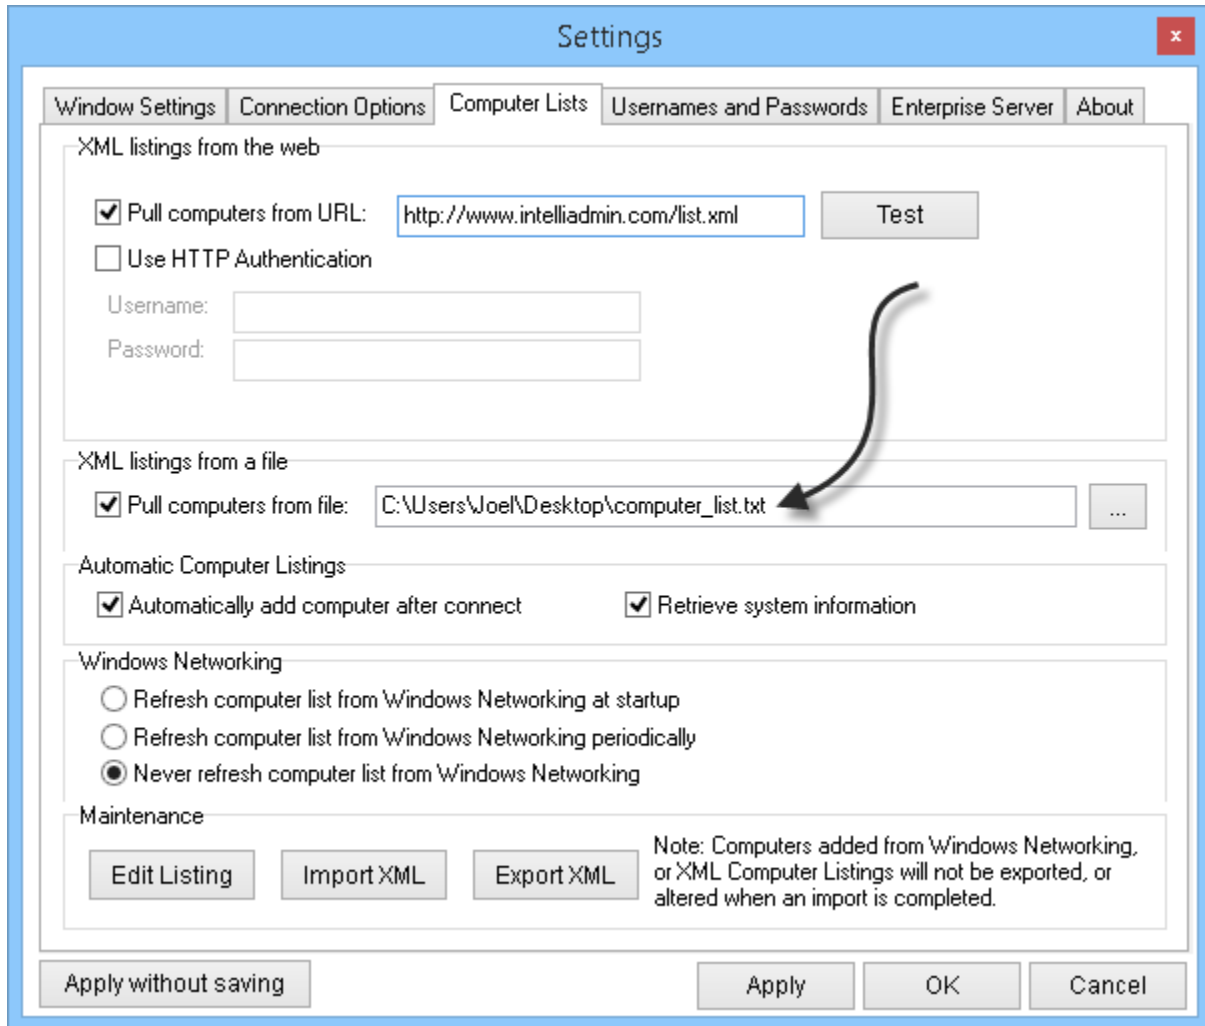 Settings
x
Window Settings Connection Options Computer Lists Usernames and Passwords Enterprise Server About
XML listings from the web
Pull computers from URL: http://www.intelliadmin.com/list.xml Test
Use HTTP Authentication
Username:
Password:
XML listings from a file
Pull computers from file: C:\Users\Joel\Desktop\computer_list.txt ...
Automatic Computer Listings
Automatically add computer after connect Retrieve system information
Windows Networking
Refresh computer list from Windows Networking at startup
Refresh computer list from Windows Networking periodically
Never refresh computer list from Windows Networking
Maintenance
Edit Listing Import XML Export XML
Note: Computers added from Windows Networking,
or XML Computer Listings will not be exported, or
altered when an import is completed.
Apply without saving Apply OK Cancel